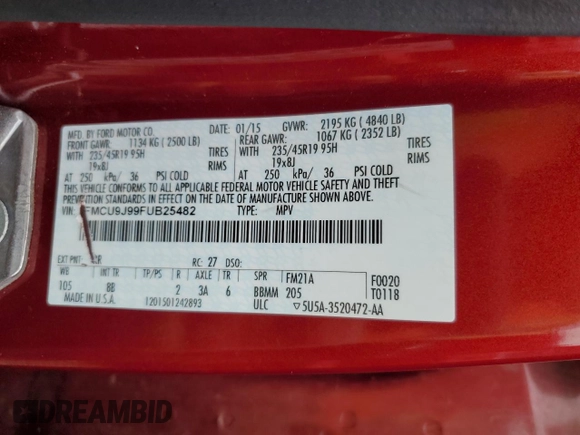 MFD. BY FORD MOTOR CO. DATE: 01/15 GVWR: 2195 KG ( 4840 LB)
FRONT GAWR: 1134 KG ( 2500 LB) REAR GAWR: 1067 KG ( 2352 LB)
WITH 235/45R19 95H TIRES WITH 235/45R19 95H TIRES
19x8J RIMS 19x8J RIMS
AT 250 kPa/ 36 PSI COLD AT 250 kPa/ 36 PSI COLD
THIS VEHICLE CONFORMS TO ALL APPLICABLE FEDERAL MOTOR VEHICLE SAFETY AND THEFT
PREVENTION STANDARDS IN EFFECT ON THE DATE OF MANUFACTURE SHOWN ABOVE.
VIN: FMCU9J99FUB25482 TYPE: MPV
EXT PNT: RC: 27 DSO:
WB INT TR TP/PS R AXLE TR SPR FM21A F0020
105 8B 2 3A 6 BBMM 205 T0118
MADE IN U.S.A. 1201501242893 ULC ▽5U5A-3520472-AA
DREAMBID